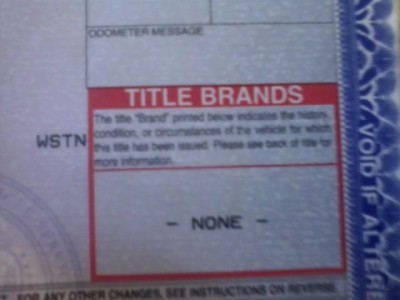 ODOMETER MESSAGE
TITLE BRANDS
The title "Brand" printed below indicates the history,
condition, or circumstances of the vehicle for which
this title has been issued. Please see back of title for
more information.
WSTN
- NONE -
FOR ANY OTHER CHANGES, SEE INSTRUCTIONS ON REVERSE
VOID IF ALTERE